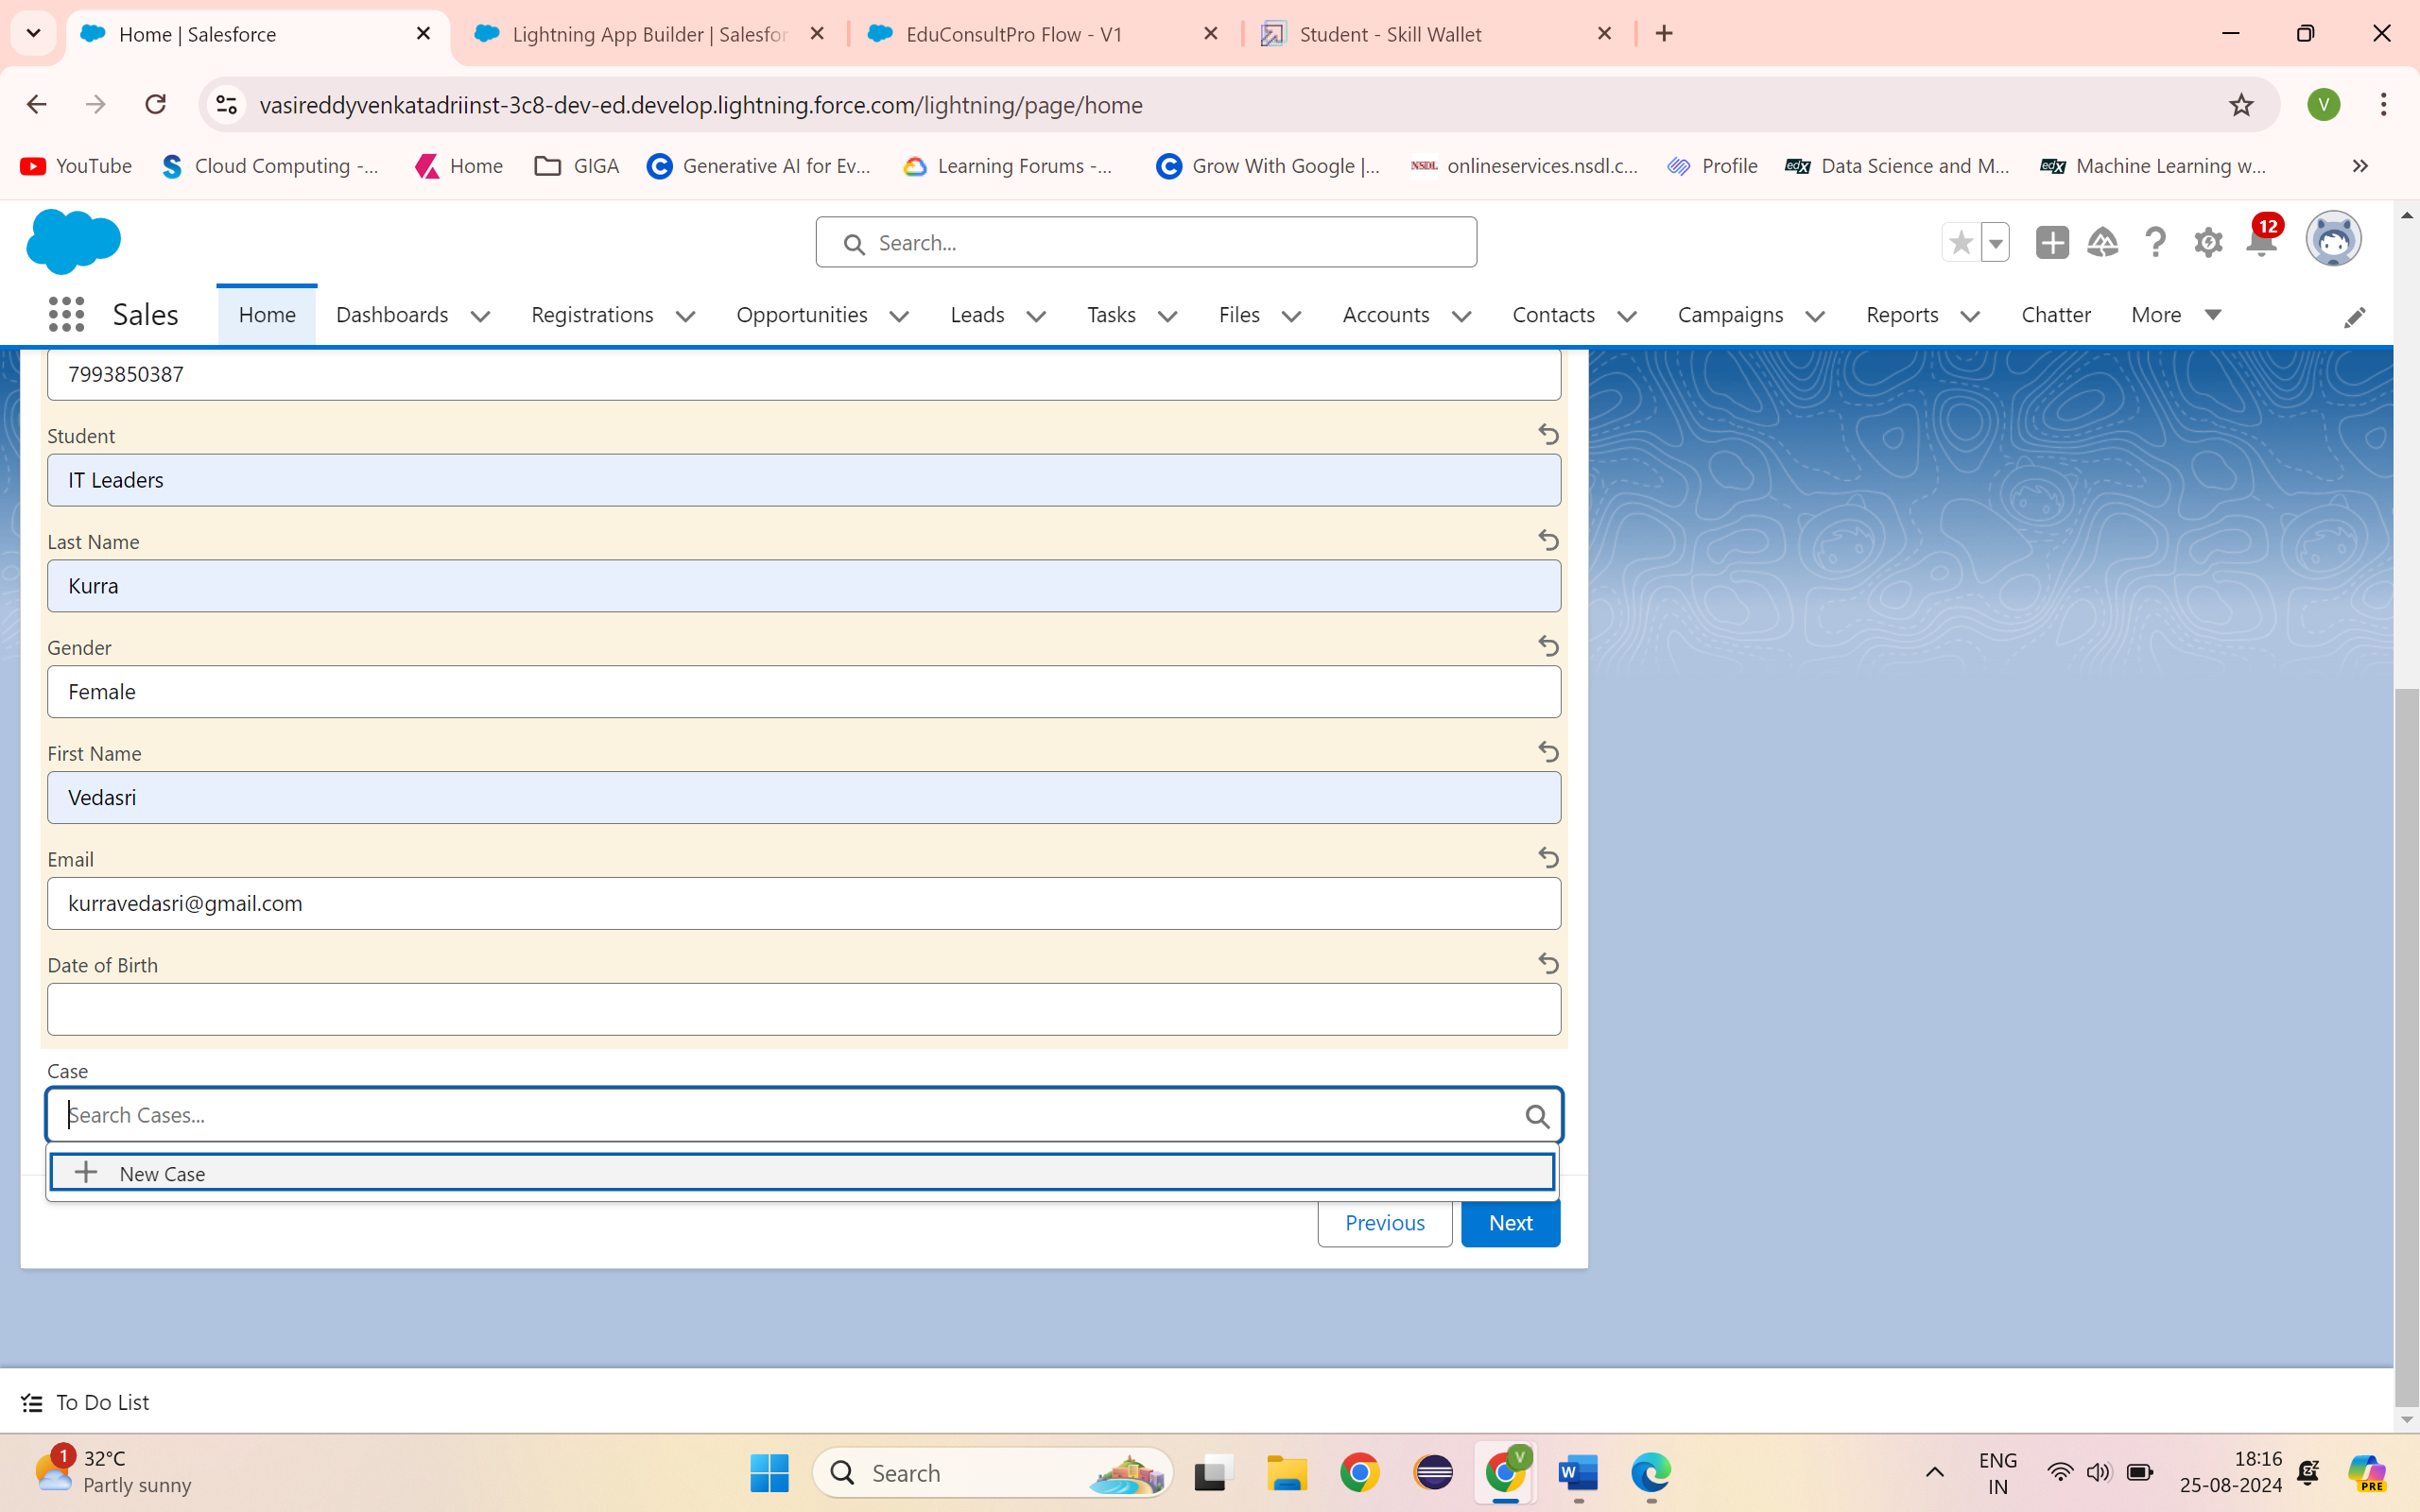 Home | Salesforce
Lightning App Builder | Salesfor
EduConsultPro Flow - V1
Student - Skill Wallet
vasireddyvenkatadriinst-3c8-dev-ed.develop.lightning.force.com/lightning/page/home
V
YouTube
Cloud Computing -...
Home
GIGA
Generative AI for Ev...
Learning Forums -...
Grow With Google |...
NSDL onlineservices.nsdl.c...
Profile
edX Data Science and M...
edX Machine Learning w...
Search...
12
Sales
Home
Dashboards
Registrations
Opportunities
Leads
Tasks
Files
Accounts
Contacts
Campaigns
Reports
Chatter
More
7993850387
Student
IT Leaders
Last Name
Kurra
Gender
Female
First Name
Vedasri
Email
kurravedasri@gmail.com
Date of Birth
Case
Search Cases...
New Case
Previous
Next
To Do List
1
32°C
Partly sunny
Search
V
W
ENG
IN
18:16
25-08-2024
PRE